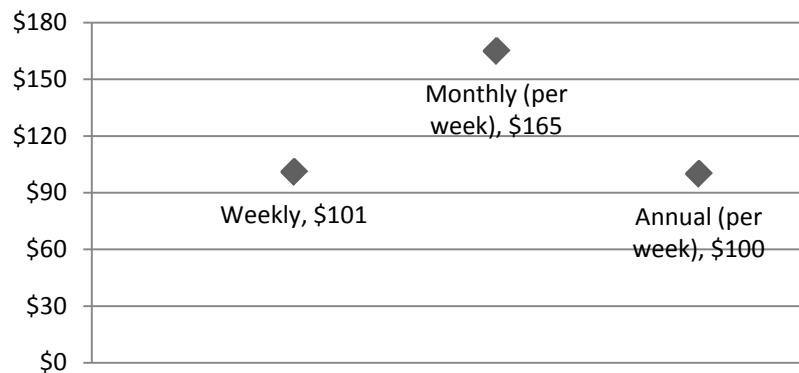 $180
$150
$120
$90
$60
$30
$0
Monthly (per
week), $165
Weekly, $101
Annual (per
week), $100